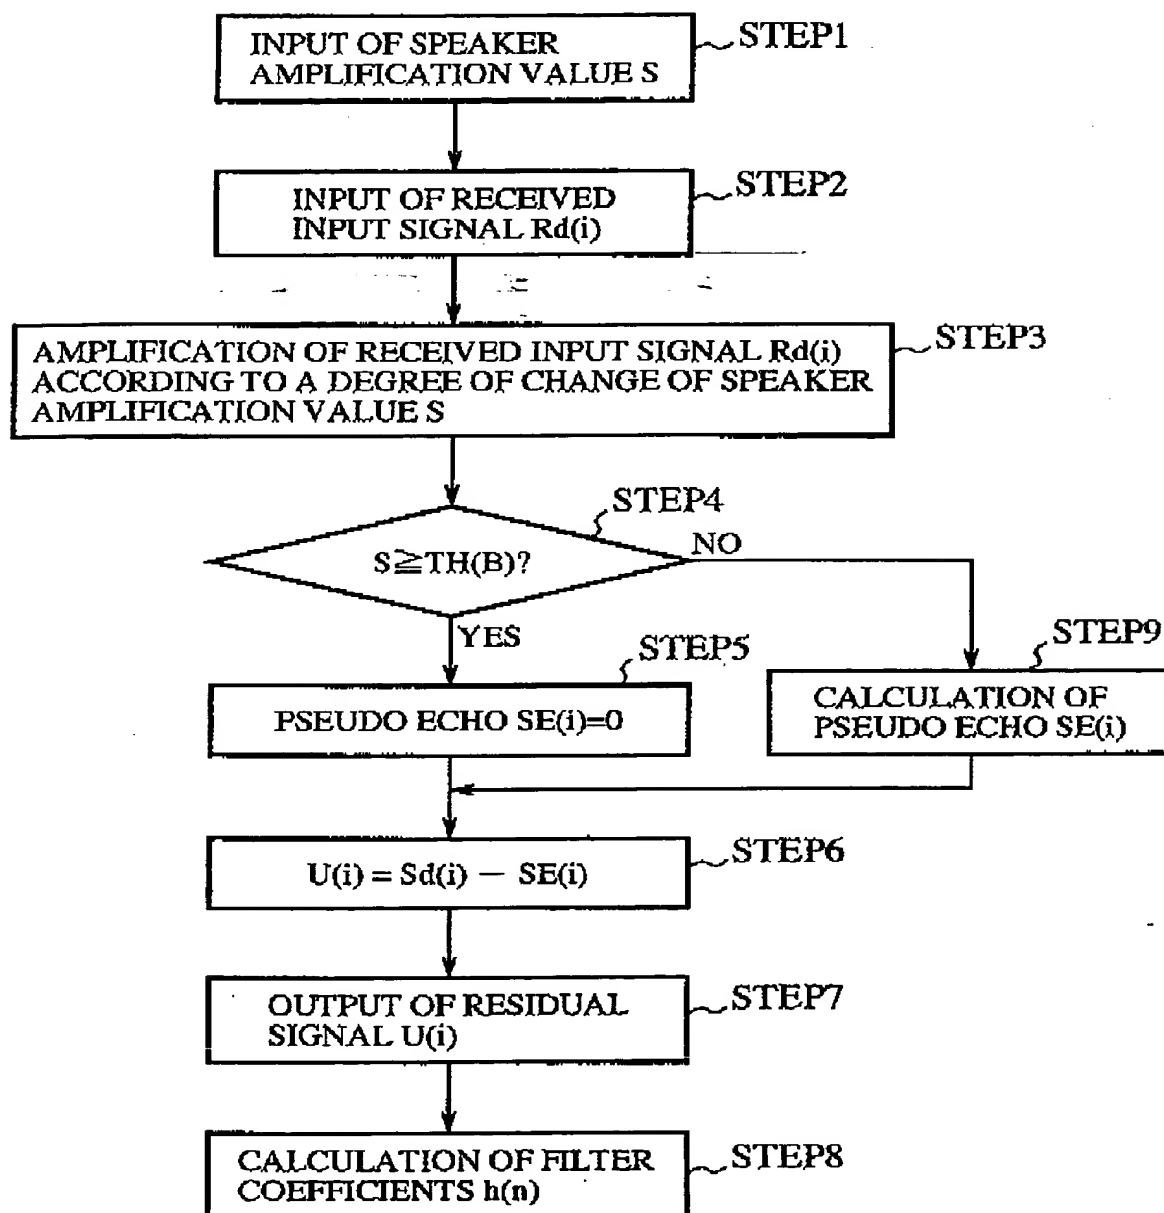 INPUT OF SPEAKER
AMPLIFICATION VALUE S
STEP1
INPUT OF RECEIVED
INPUT SIGNAL Rd(i)
STEP2
AMPLIFICATION OF RECEIVED INPUT SIGNAL Rd(i)
ACCORDING TO A DEGREE OF CHANGE OF SPEAKER
AMPLIFICATION VALUE S
STEP3
S≧TH(B)?
STEP4
NO
YES
PSEUDO ECHO SE(i)=0
STEP5
CALCULATION OF
PSEUDO ECHO SE(i)
STEP9
U(i) = Sd(i) − SE(i)
STEP6
OUTPUT OF RESIDUAL
SIGNAL U(i)
STEP7
CALCULATION OF FILTER
COEFFICIENTS h(n)
STEP8